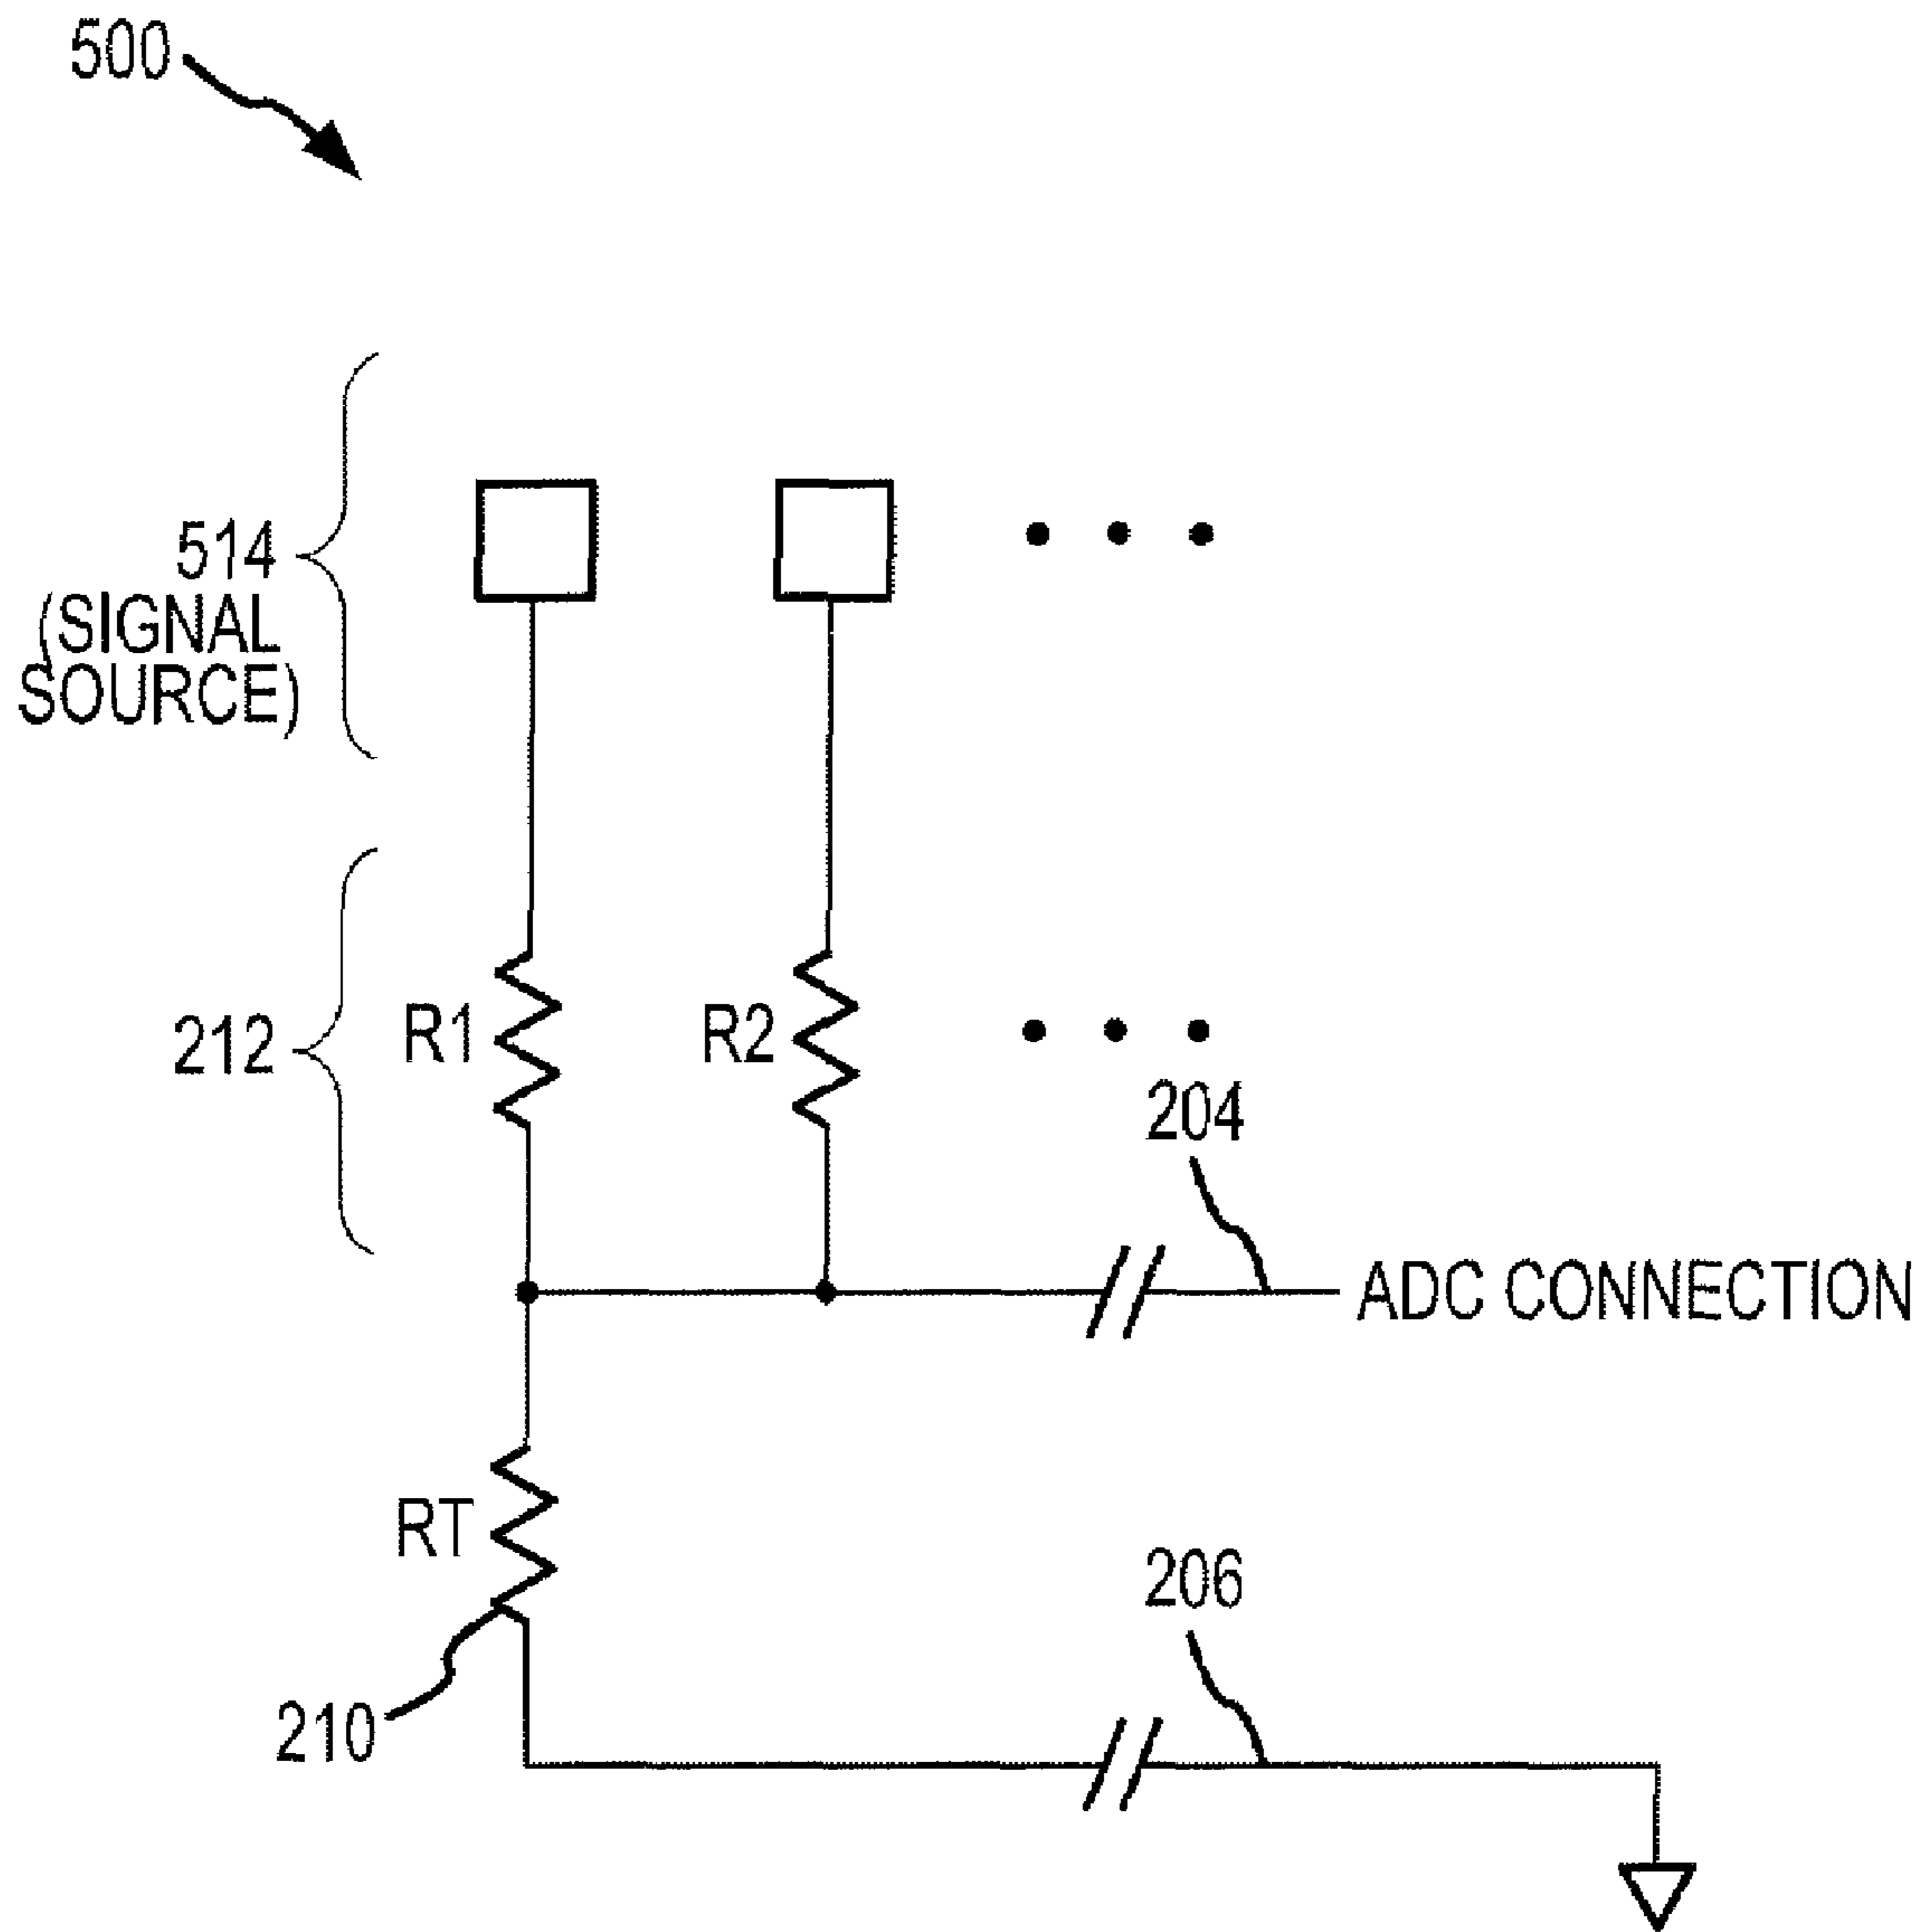 500
514
(SIGNAL
SOURCE)
212
R1
R2
204
ADC CONNECTION
RT
206
210